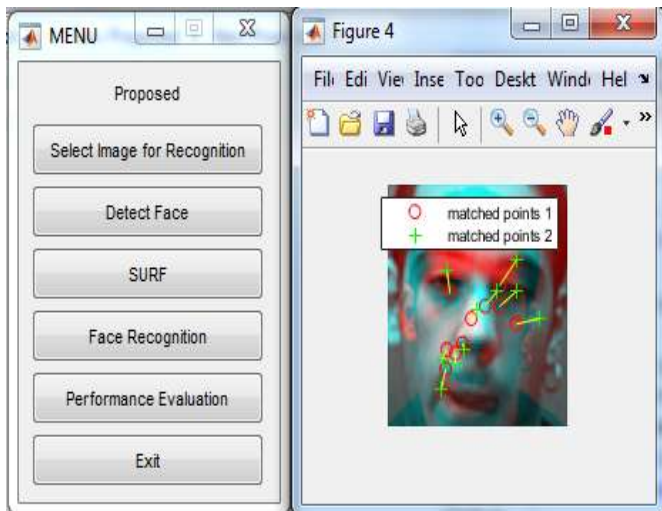 MENU
Proposed
Select Image for Recognition
Detect Face
SURF
Face Recognition
Performance Evaluation
Exit
Figure 4
Fil Edi Vie Inse Too Deskt Wind Hel
matched points 1
matched points 2